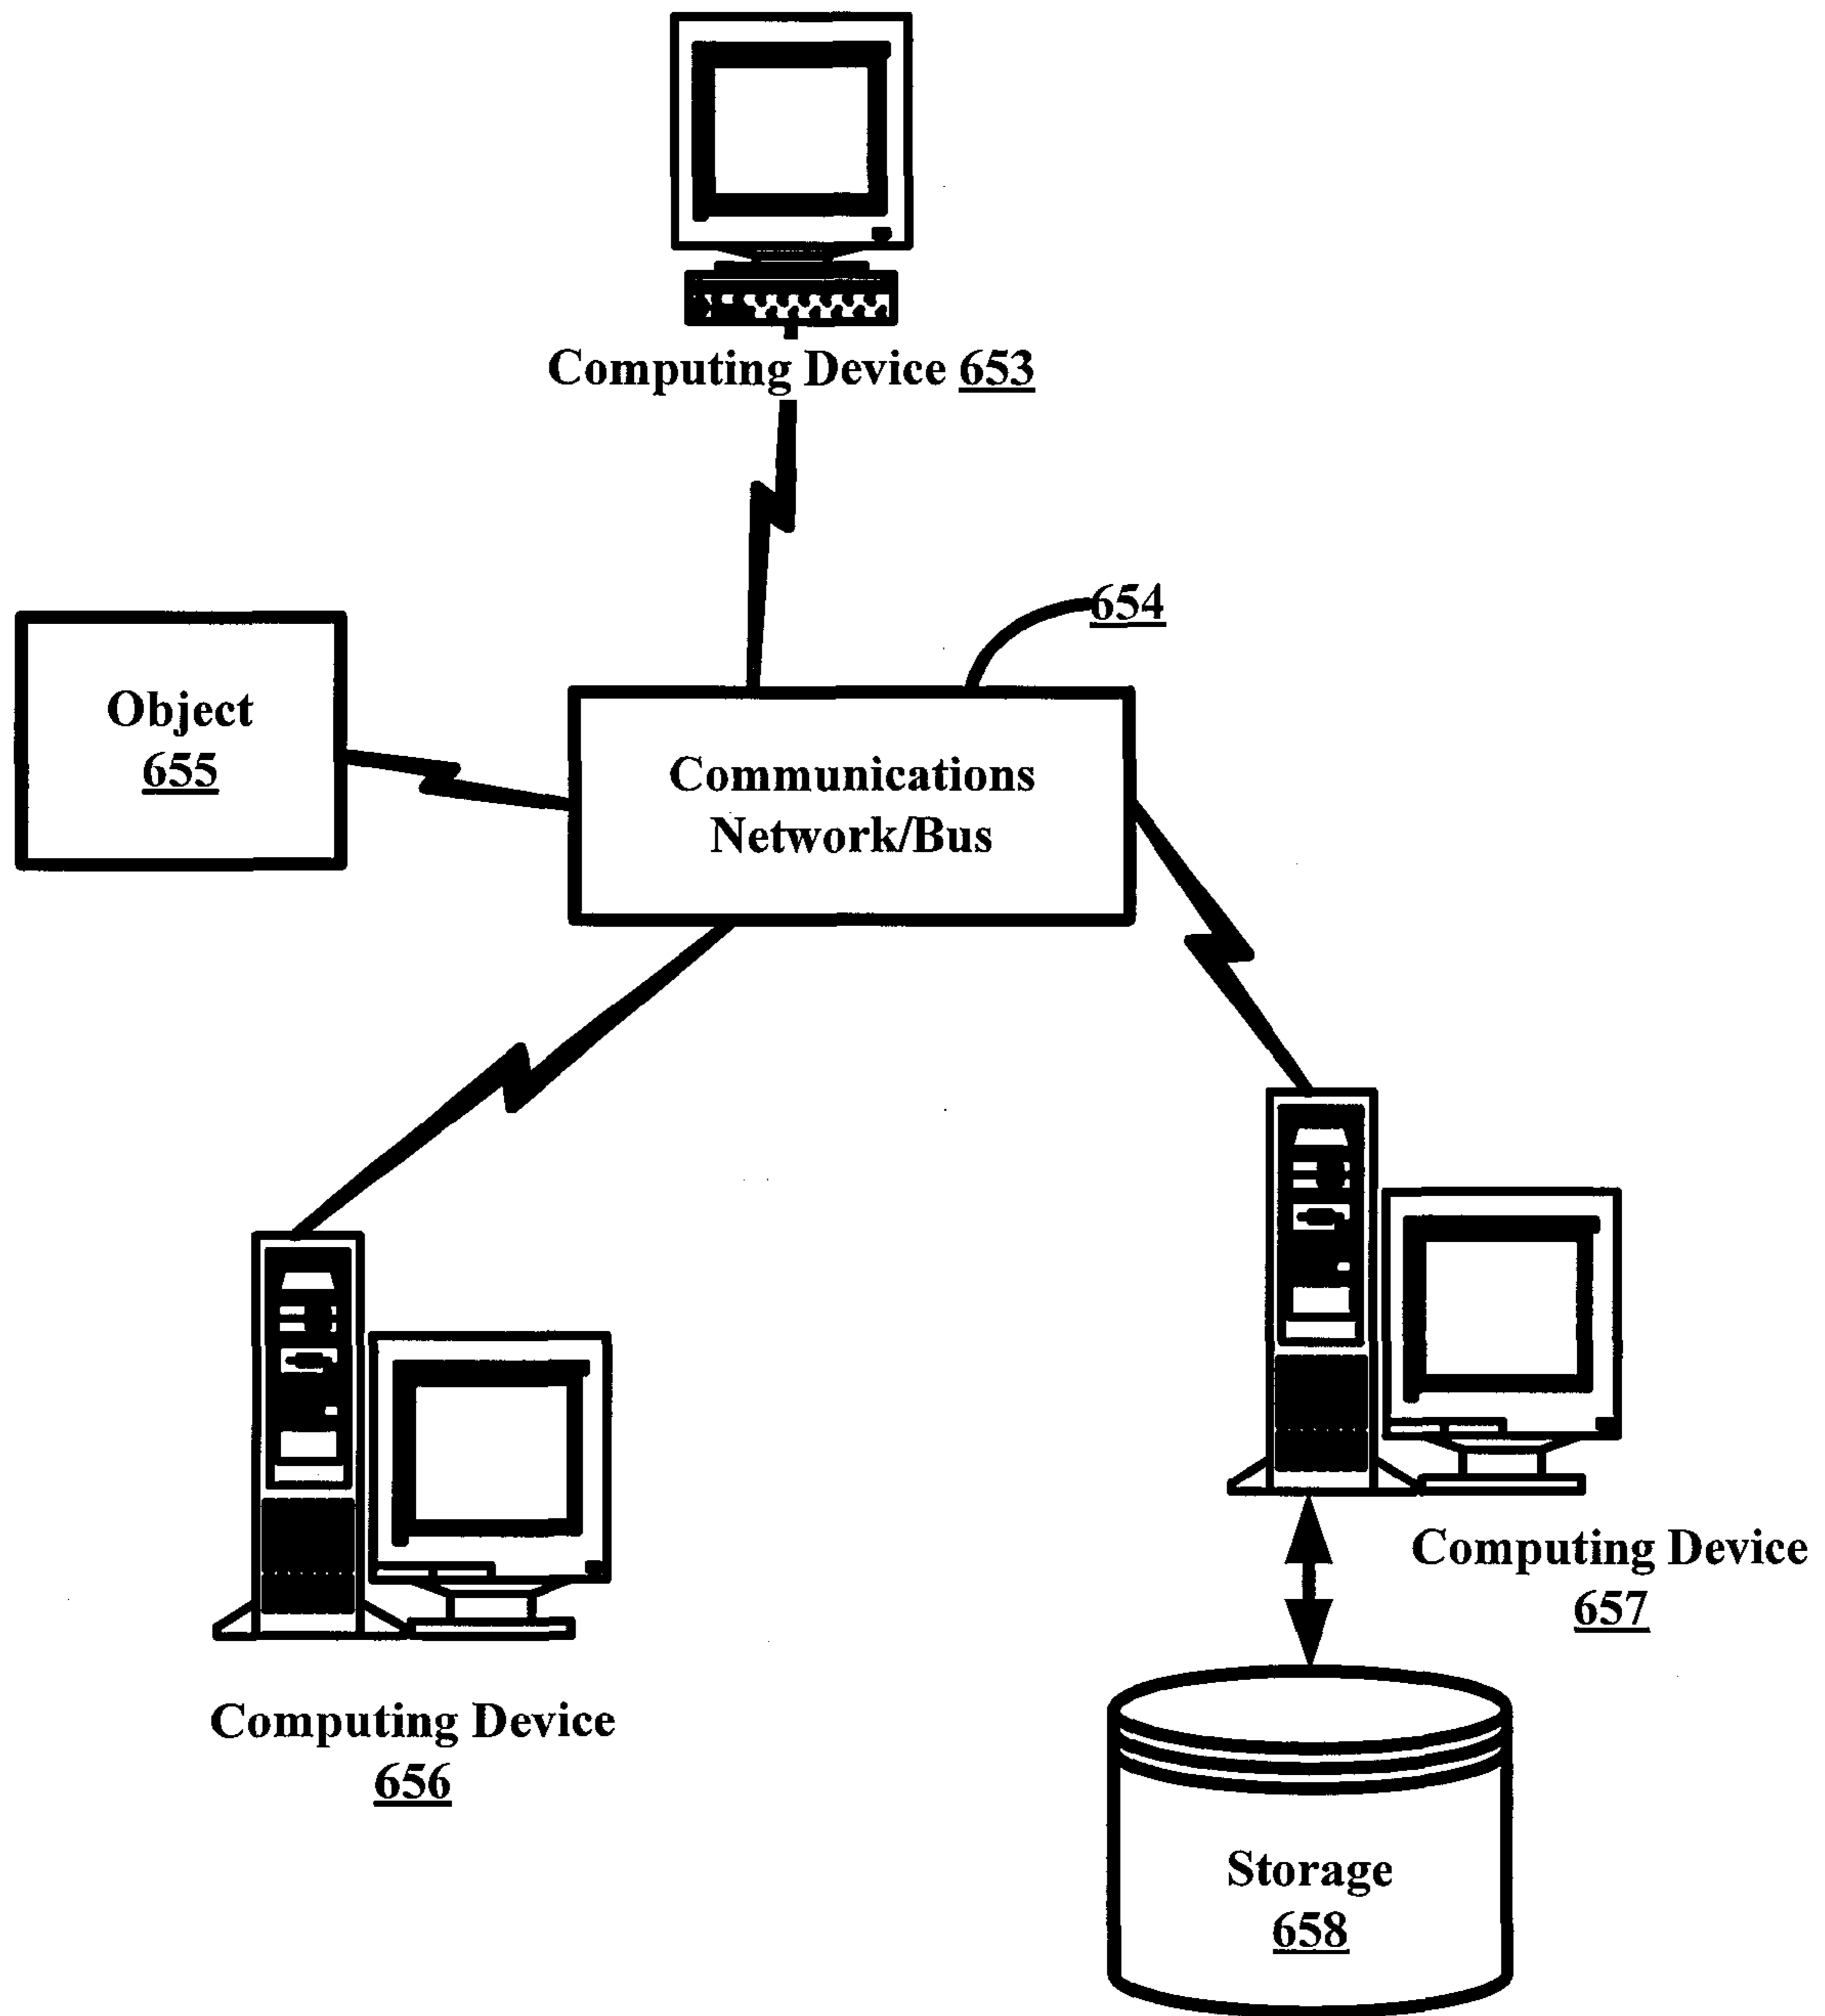 Computing Device 653
654
Object
655
Communications
Network/Bus
Computing Device
657
Computing Device
656
Storage
658